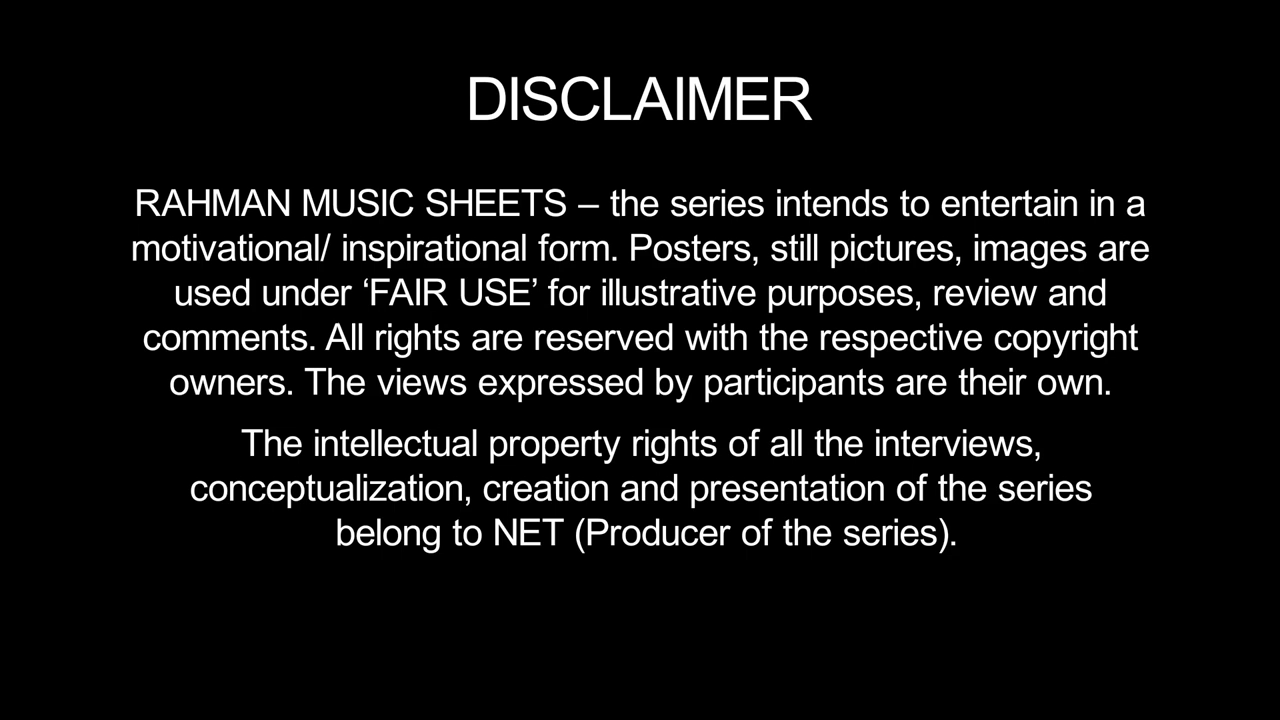 DISCLAIMER
RAHMAN MUSIC SHEETS – the series intends to entertain in a
motivational/ inspirational form. Posters, still pictures, images are
used under ‘FAIR USE’ for illustrative purposes, review and
comments. All rights are reserved with the respective copyright
owners. The views expressed by participants are their own.
The intellectual property rights of all the interviews,
conceptualization, creation and presentation of the series
belong to NET (Producer of the series).